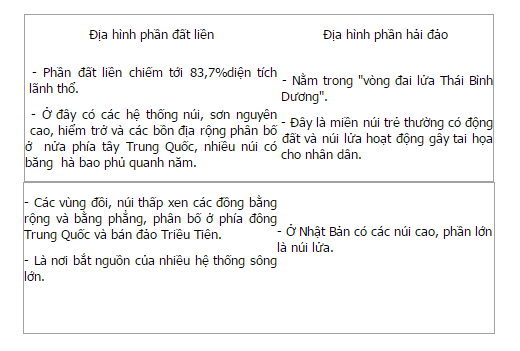 Địa hình phần đất liền
- Phần đất liền chiếm tới 83,7%diện tích
lãnh thổ.
- Ở đây có các hệ thống núi, sơn nguyên
cao, hiểm trở và các bồn địa rộng phân bố
ở nửa phía tây Trung Quốc, nhiều núi có
băng hà bao phủ quanh năm.
Địa hình phần hải đảo
- Nằm trong "vòng đai lửa Thái Bình
Dương".
- Đây là miền núi trẻ thường có động
đất và núi lửa hoạt động gây tai họa
cho nhân dân.
- Các vùng đồi, núi thấp xen các đồng bằng
rộng và bằng phẳng, phân bố ở phía đông
Trung Quốc và bán đảo Triều Tiên.
- Là nơi bắt nguồn của nhiều hệ thống sông
lớn.
- Ở Nhật Bản có các núi cao, phần lớn
là núi lửa.